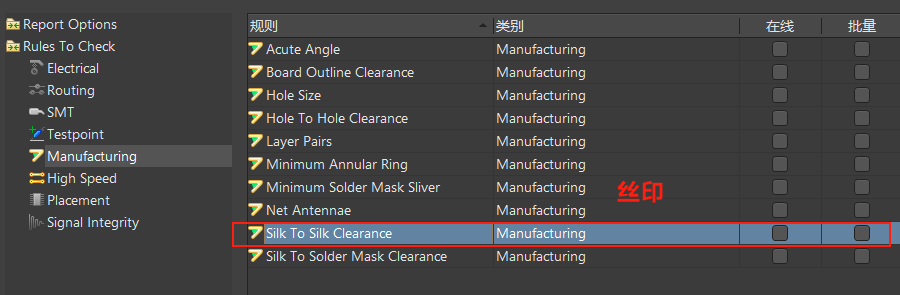 Report Options
Rules To Check
Electrical
Routing
SMT
Testpoint
Manufacturing
High Speed
Placement
Signal Integrity
规则 类别 在线 批量
Acute Angle Manufacturing
Board Outline Clearance Manufacturing
Hole Size Manufacturing
Hole To Hole Clearance Manufacturing
Layer Pairs Manufacturing
Minimum Annular Ring Manufacturing
Minimum Solder Mask Sliver Manufacturing
丝印
Net Antennae Manufacturing
Silk To Silk Clearance Manufacturing
Silk To Solder Mask Clearance Manufacturing